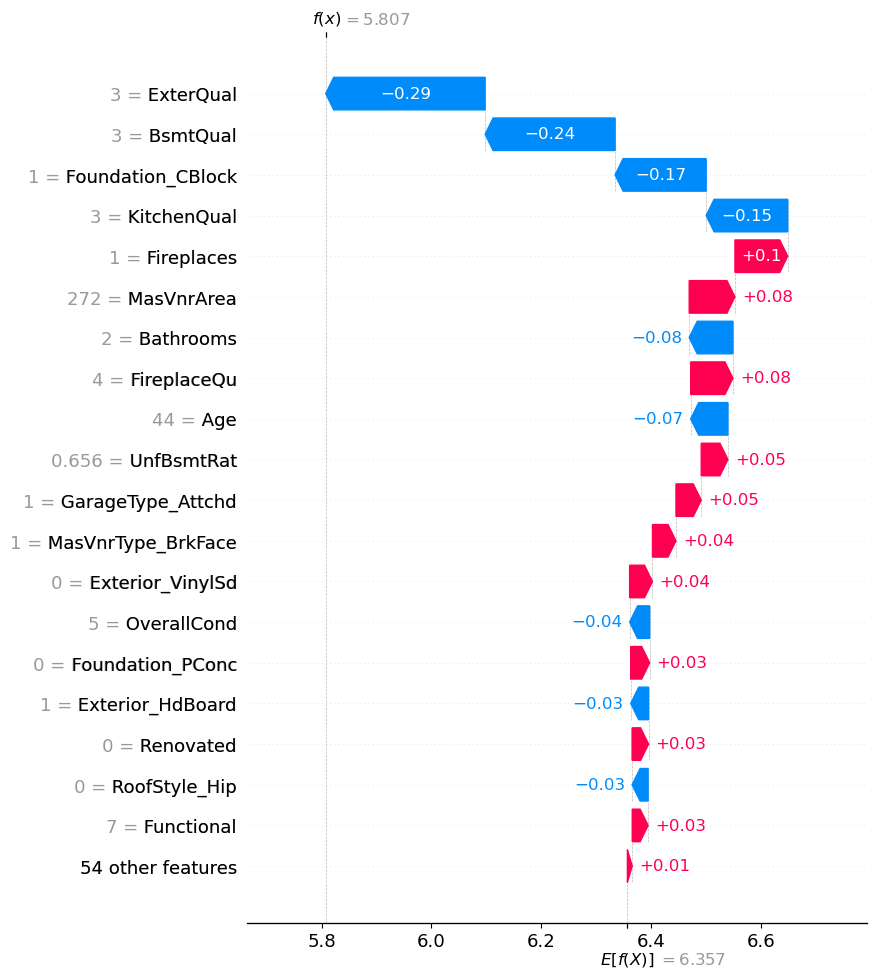 f(x) = 5.807
3 = ExterQual −0.29
3 = BsmtQual −0.24
1 = Foundation_CBlock −0.17
3 = KitchenQual −0.15
1 = Fireplaces +0.1
272 = MasVnrArea +0.08
2 = Bathrooms −0.08
4 = FireplaceQu +0.08
44 = Age −0.07
0.656 = UnfBsmtRat +0.05
1 = GarageType_Attchd +0.05
1 = MasVnrType_BrkFace +0.04
0 = Exterior_VinylSd +0.04
5 = OverallCond −0.04
0 = Foundation_PConc +0.03
1 = Exterior_HdBoard −0.03
0 = Renovated +0.03
0 = RoofStyle_Hip −0.03
7 = Functional +0.03
54 other features +0.01
5.8 6.0 6.2 6.4 6.6
E[f(X)] = 6.357